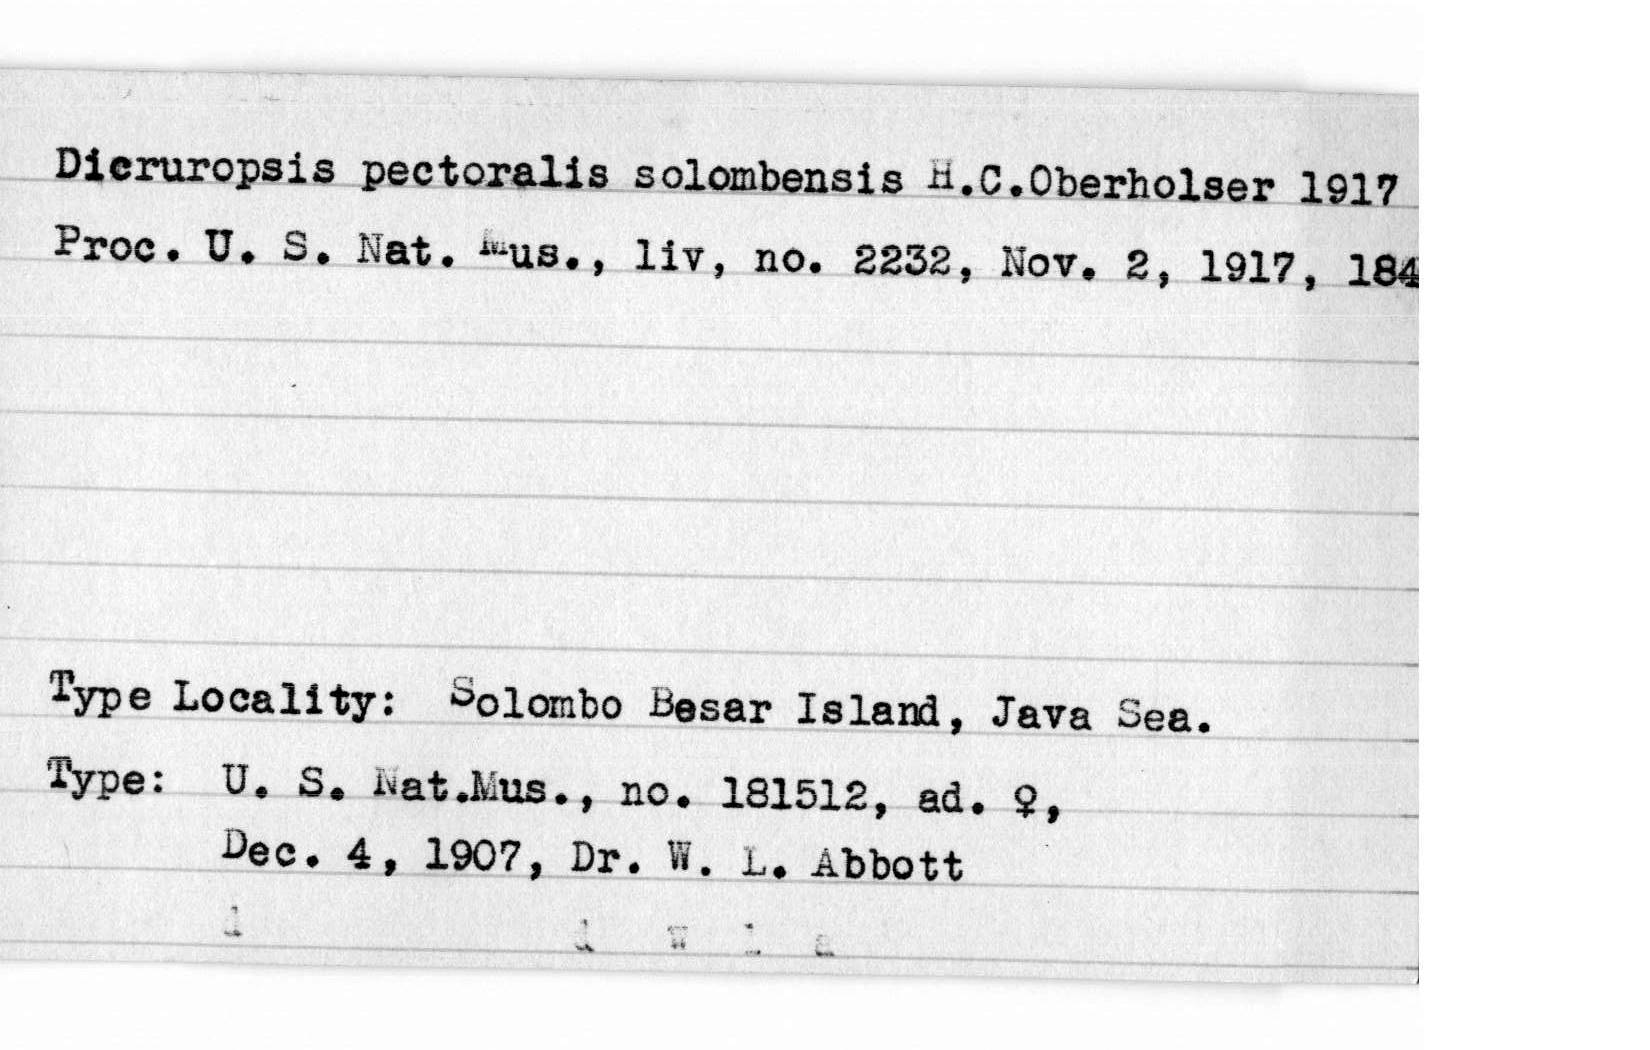 Dicruropsis pectoralis solombensis H.C.Oberholser 1917
Proc. U. S. Nat. Mus., liv, no. 2232, Nov. 2, 1917, 184
Type Locality: Solombo Besar Island, Java Sea.
Type: U. S. Nat.Mus., no. 181512, ad. ♀,
Dec. 4, 1907, Dr. W. L. Abbott
d d w l a